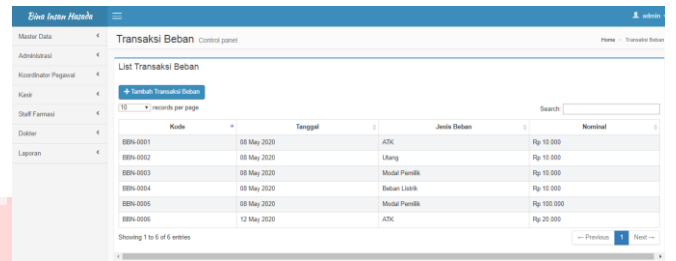 Bina Insan Husada
admin
Master Data
Transaksi Beban Control panel
Home
Transaksi Beban
Administrasi
List Transaksi Beban
Koordinator Pegawai
Kasir
+ Tambah Transaksi Beban
Staff Farmasi
10 records per page
Search:
Dokter
Kode Tanggal Jenis Beban Nominal
Laporan
BBN-0001 08 May 2020 ATK Rp 10.000
BBN-0002 08 May 2020 Utang Rp 10.000
BBN-0003 08 May 2020 Modal Pemilik Rp 10.000
BBN-0004 08 May 2020 Beban Listrik Rp 10.000
BBN-0005 08 May 2020 Modal Pemilik Rp 100.000
BBN-0006 12 May 2020 ATK Rp 20.000
Showing 1 to 6 of 6 entries
← Previous 1 Next →